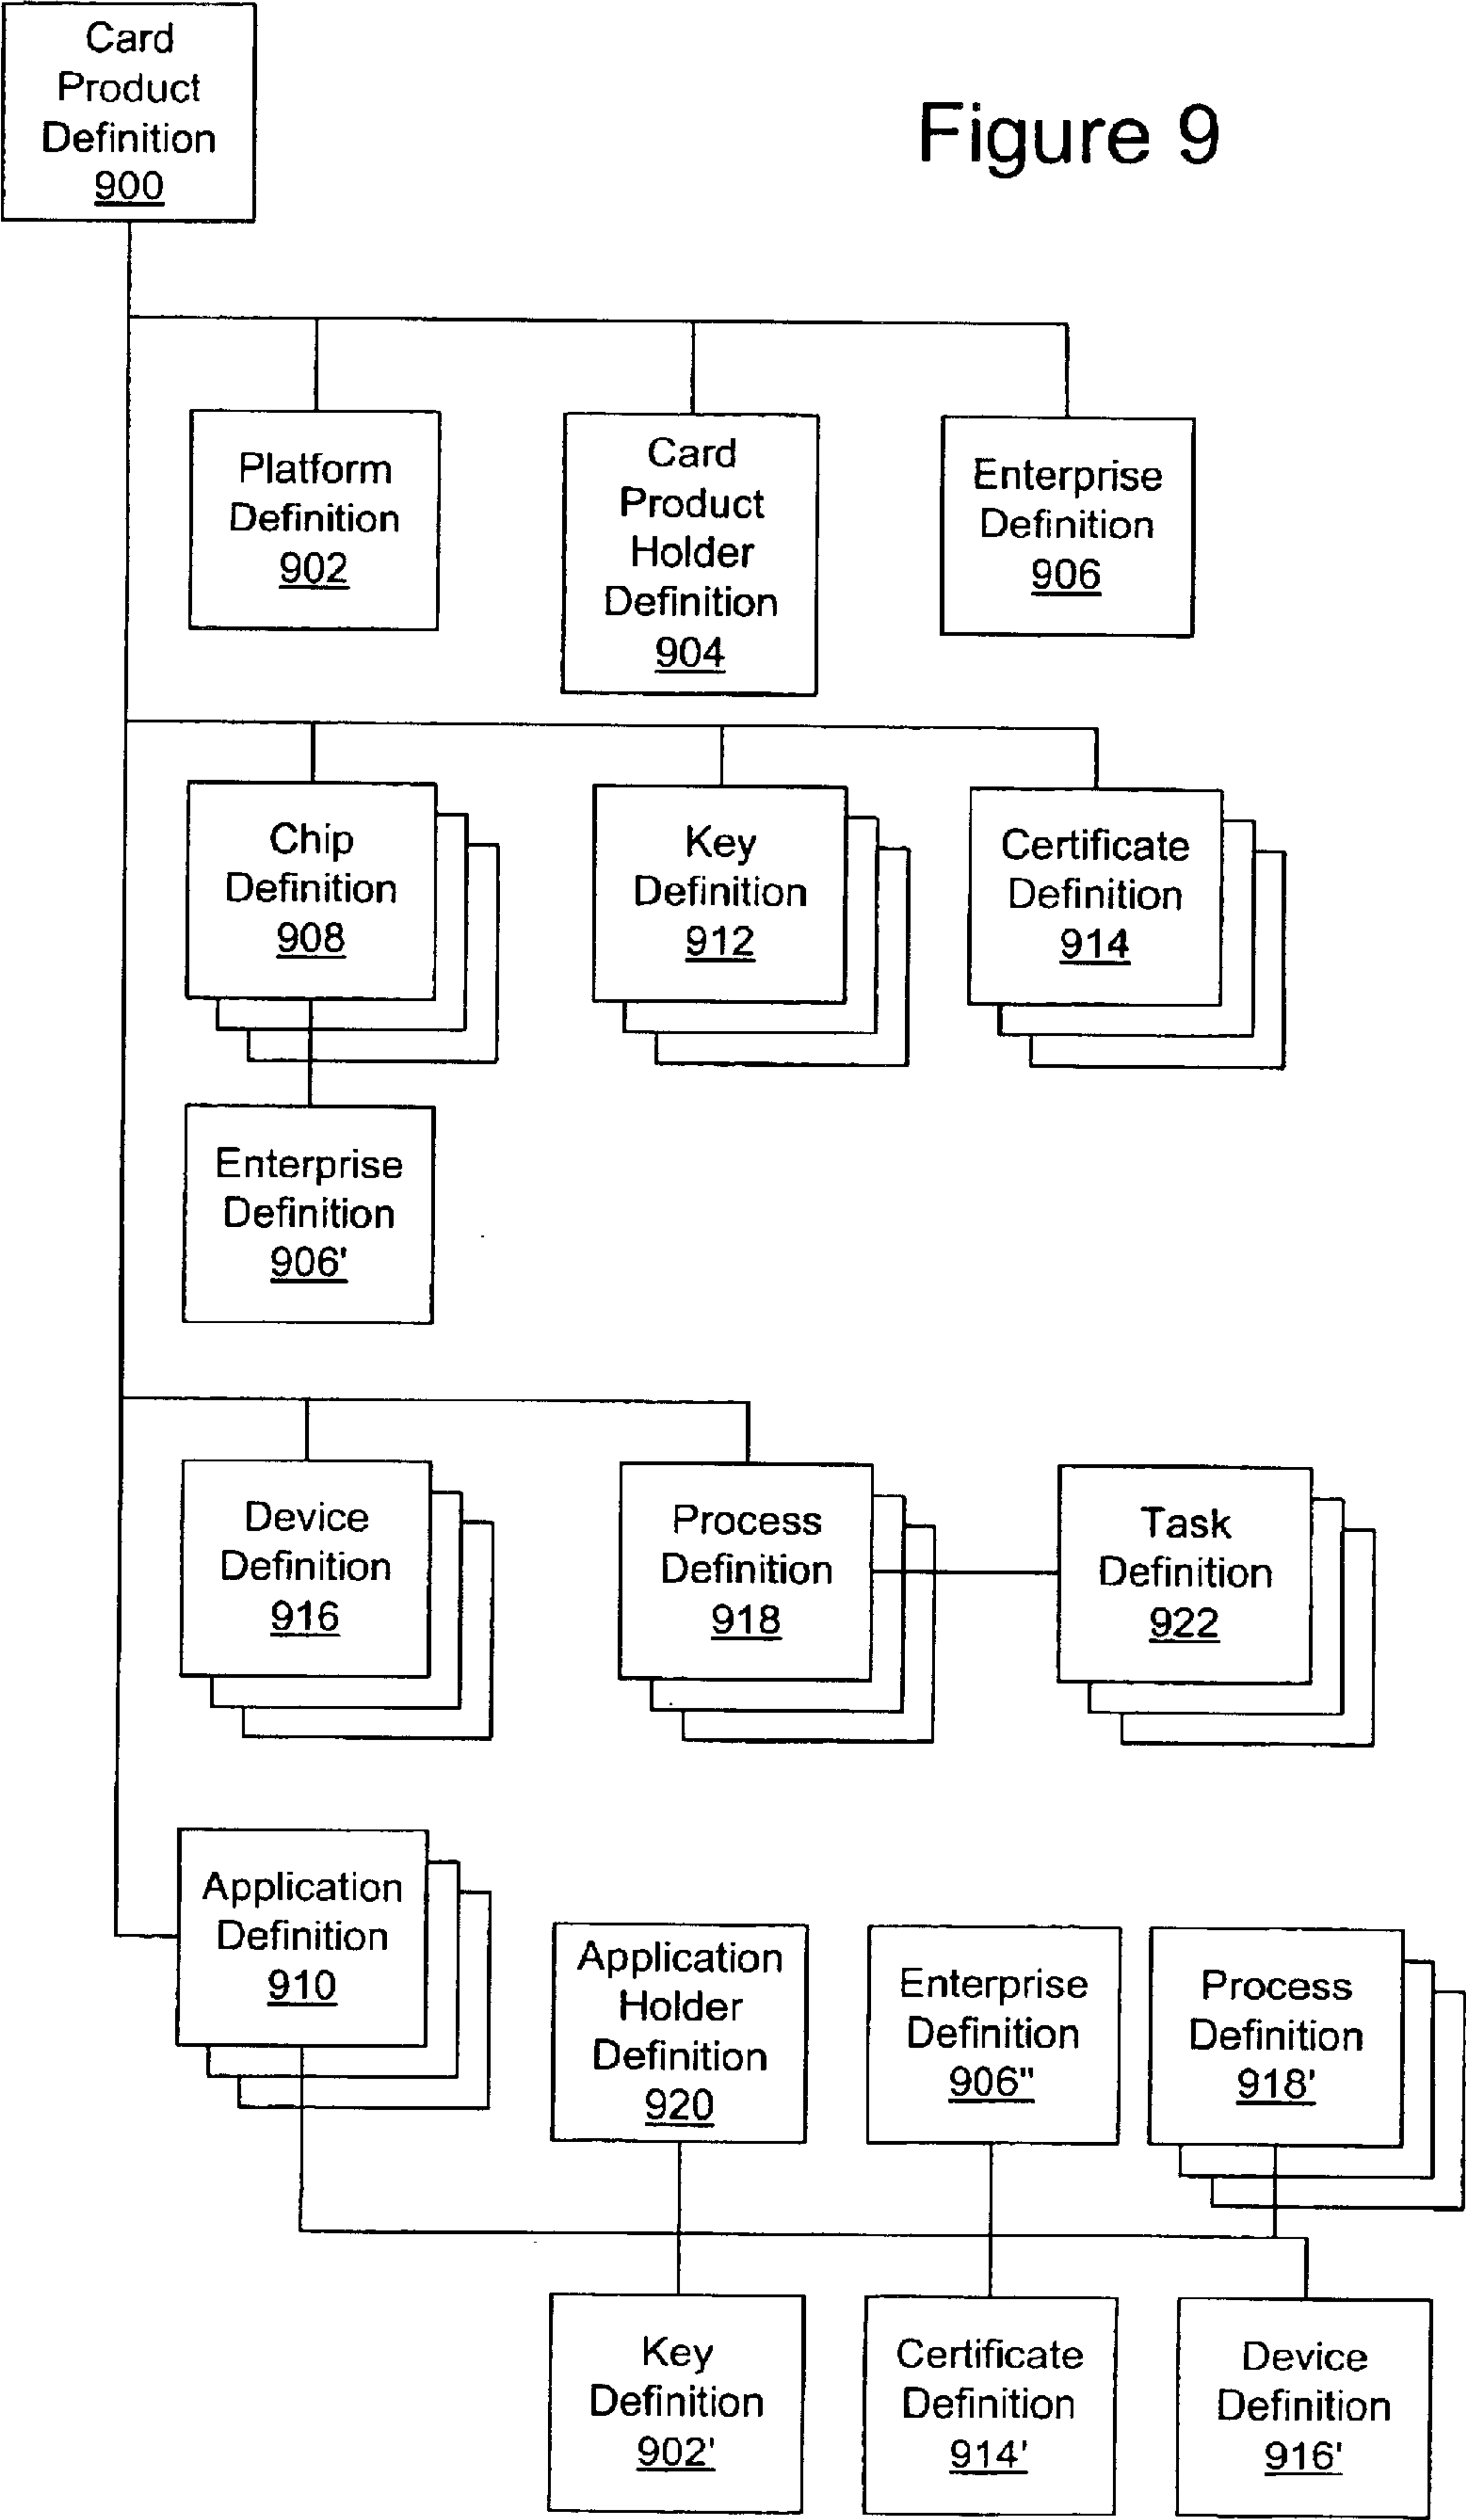 Card
Product
Definition
900
Figure 9
Platform
Definition
902
Card
Product
Holder
Definition
904
Enterprise
Definition
906
Chip
Definition
908
Key
Definition
912
Certificate
Definition
914
Enterprise
Definition
906'
Device
Definition
916
Process
Definition
918
Task
Definition
922
Application
Definition
910
Application
Holder
Definition
920
Enterprise
Definition
906"
Process
Definition
918'
Key
Definition
902'
Certificate
Definition
914'
Device
Definition
916'